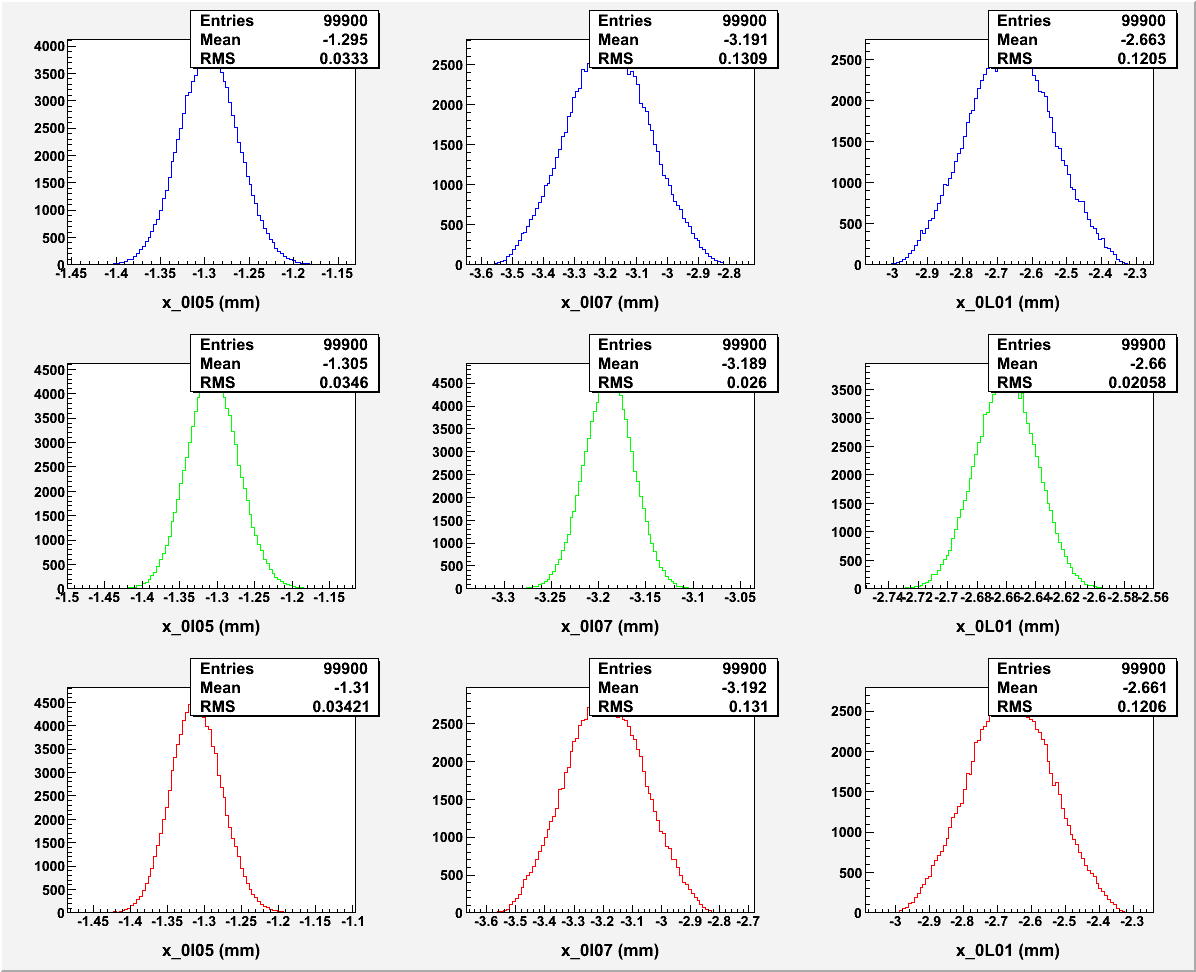 Entries 99900
Mean -1.295
RMS 0.0333
4000
3500
3000
2500
2000
1500
1000
500
0
-1.45 -1.4 -1.35 -1.3 -1.25 -1.2 -1.15
x_0I05 (mm)
Entries 99900
Mean -3.191
RMS 0.1309
2500
2000
1500
1000
500
0
-3.6 -3.5 -3.4 -3.3 -3.2 -3.1 -3 -2.9 -2.8
x_0I07 (mm)
Entries 99900
Mean -2.663
RMS 0.1205
2500
2000
1500
1000
500
0
-3 -2.9 -2.8 -2.7 -2.6 -2.5 -2.4 -2.3
x_0L01 (mm)
Entries 99900
Mean -1.305
RMS 0.0346
4500
4000
3500
3000
2500
2000
1500
1000
500
0
-1.5 -1.45 -1.4 -1.35 -1.3 -1.25 -1.2 -1.15
x_0I05 (mm)
Entries 99900
Mean -3.189
RMS 0.026
4500
4000
3500
3000
2500
2000
1500
1000
500
0
-3.3 -3.25 -3.2 -3.15 -3.1 -3.05
x_0I07 (mm)
Entries 99900
Mean -2.66
RMS 0.02058
3500
3000
2500
2000
1500
1000
500
0
-2.74 -2.72 -2.7 -2.68 -2.66 -2.64 -2.62 -2.6 -2.58 -2.56
x_0L01 (mm)
Entries 99900
Mean -1.31
RMS 0.03421
4500
4000
3500
3000
2500
2000
1500
1000
500
0
-1.45 -1.4 -1.35 -1.3 -1.25 -1.2 -1.15 -1.1
x_0I05 (mm)
Entries 99900
Mean -3.192
RMS 0.131
2500
2000
1500
1000
500
0
-3.6 -3.5 -3.4 -3.3 -3.2 -3.1 -3 -2.9 -2.8 -2.7
x_0I07 (mm)
Entries 99900
Mean -2.661
RMS 0.1206
2500
2000
1500
1000
500
0
-3 -2.9 -2.8 -2.7 -2.6 -2.5 -2.4 -2.3
x_0L01 (mm)